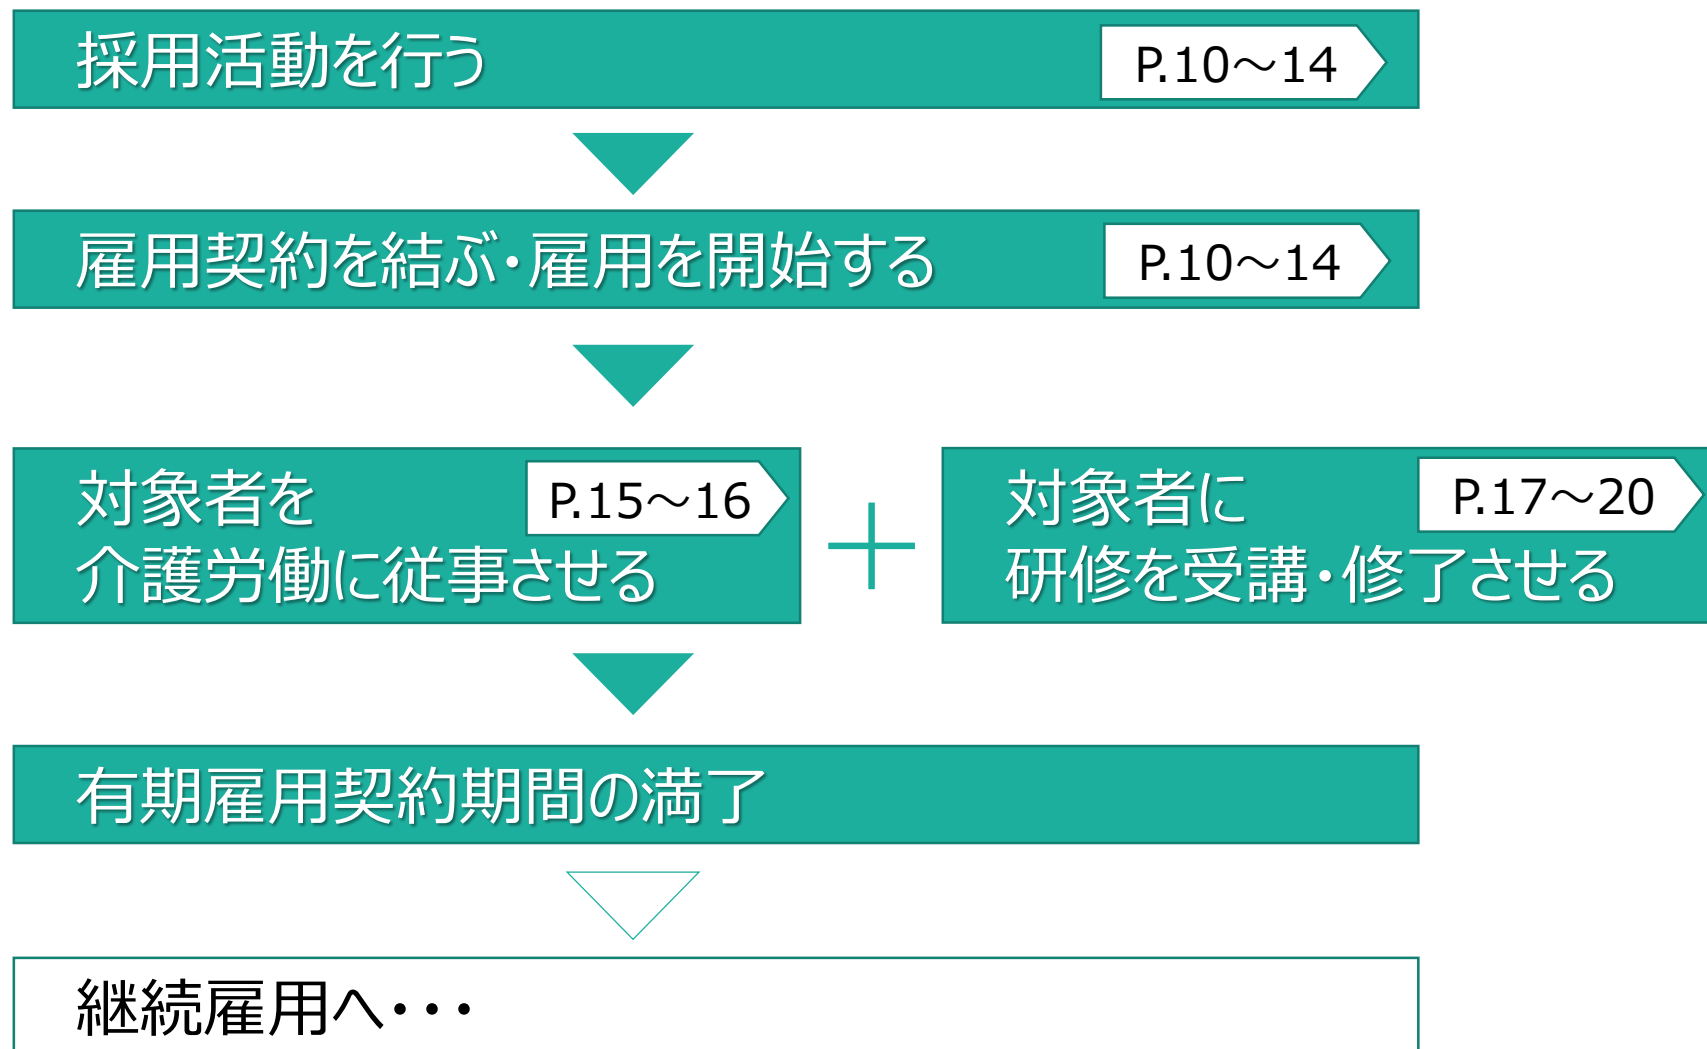 採用活動を行う
P.10～14
雇用契約を結ぶ・雇用を開始する
P.10～14
対象者を
介護労働に従事させる
P.15～16
対象者に
研修を受講・修了させる
P.17～20
有期雇用契約期間の満了
継続雇用へ・・・